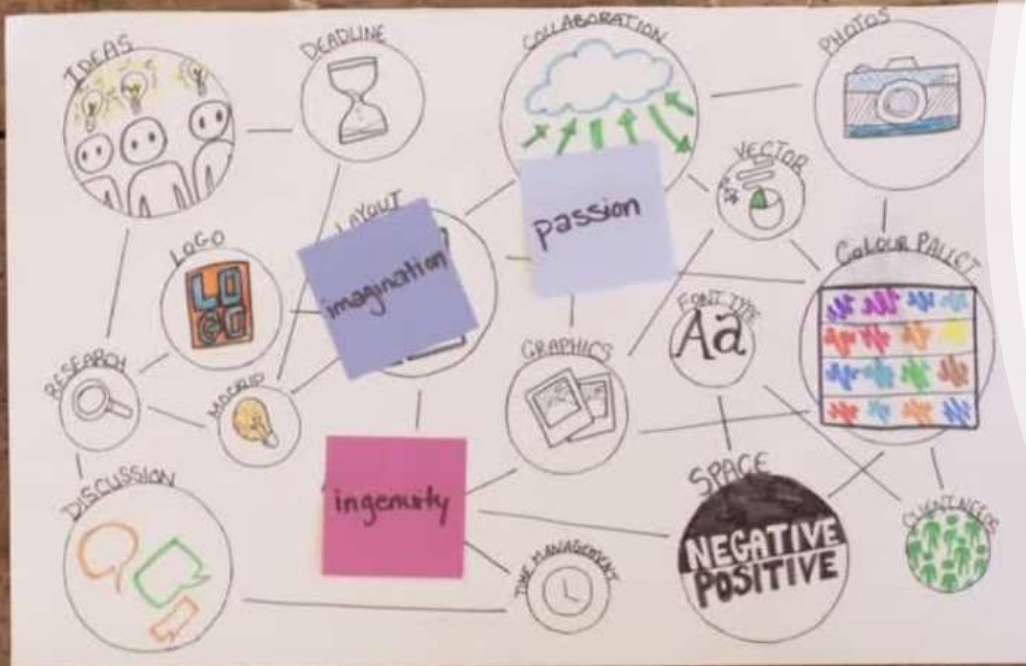 IDEAS
DEADLINE
COLLABORATION
PHOTOS
VECTOR
LAYOUT
passion
imagination
LOGO
LO
GO
COLOUR PALLET
FONT TYPE
Aa
GRAPHICS
RESEARCH
MOCKUP
DISCUSSION
ingenuity
SPACE
NEGATIVE
POSITIVE
CLIENT NEEDS
TIME MANAGEMENT